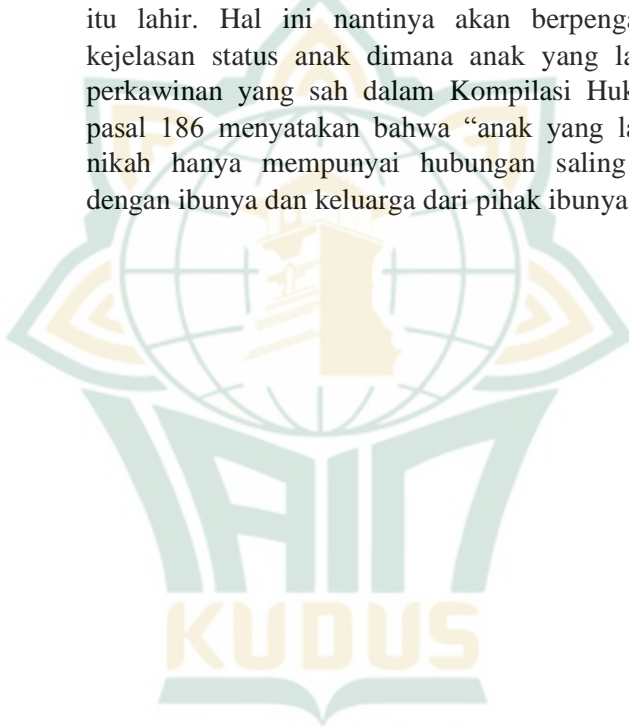 itu lahir. Hal ini nantinya akan
kejelasan status anak dimana anak yang
perkawinan yang sah dalam Kompilasi
pasal 186 menyatakan bahwa “anak yang
nikah hanya mempunyai hubungan saling
dengan ibunya dan keluarga dari pihak ibunya
IAIN
KUDUS